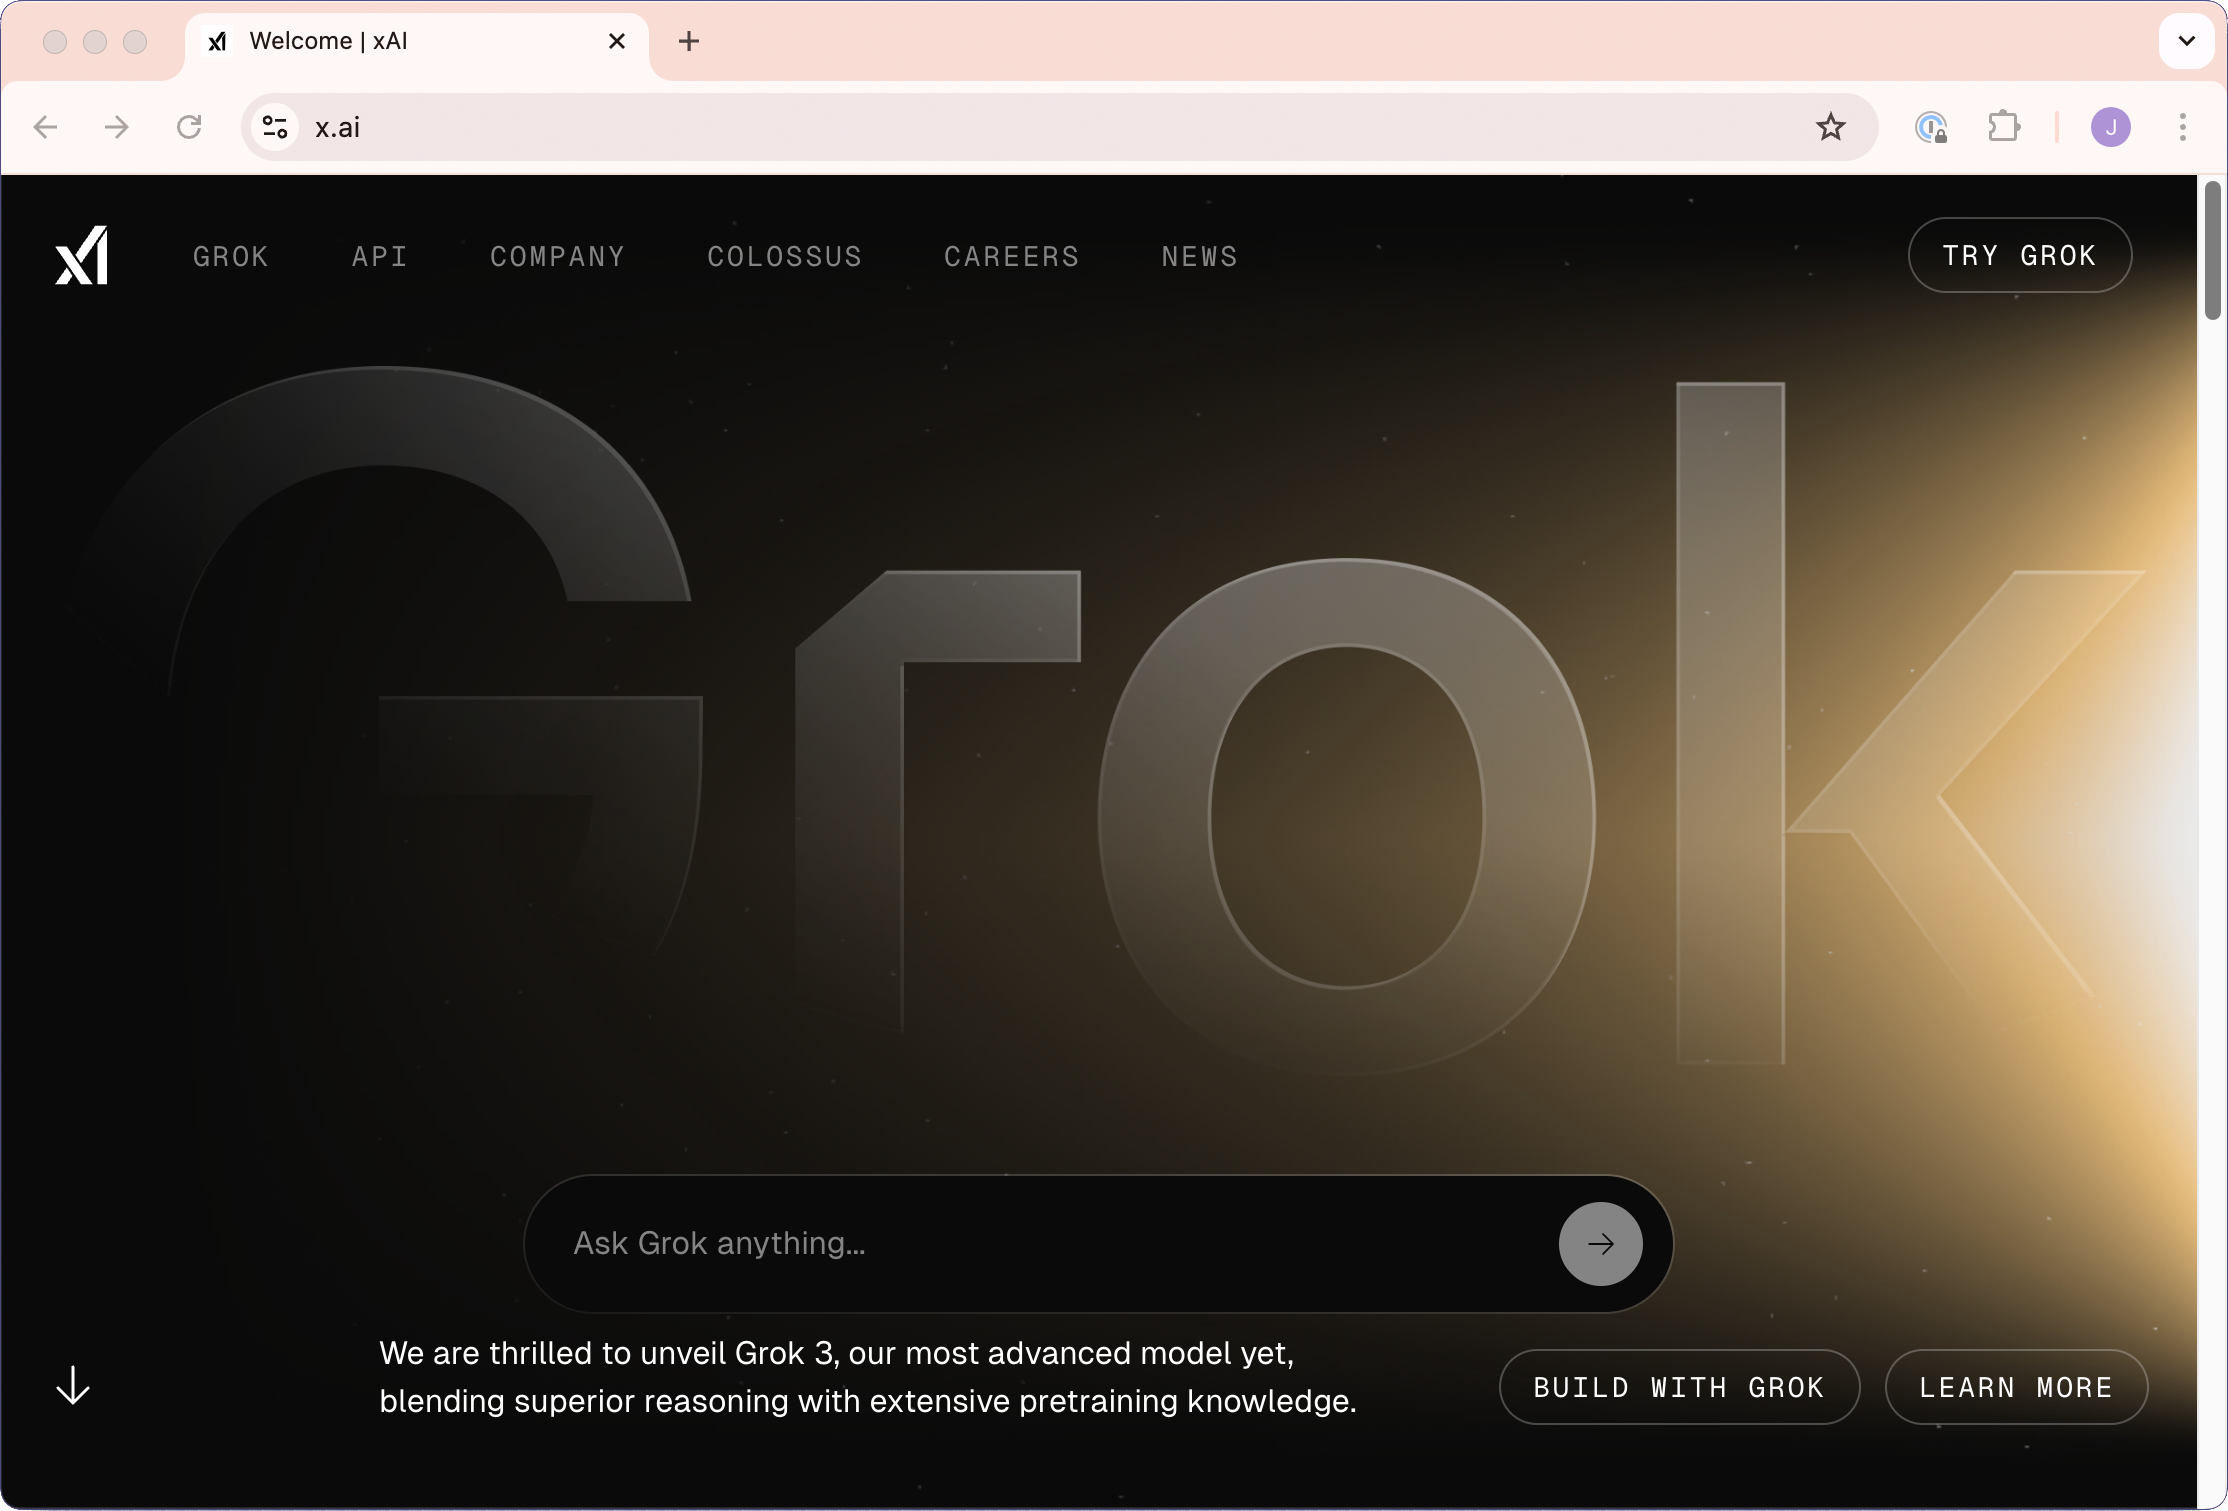 Welcome | xAI
x.ai
J
xAI
GROK API COMPANY COLOSSUS CAREERS NEWS TRY GROK
Grok
Ask Grok anything...
We are thrilled to unveil Grok 3, our most advanced model yet,
blending superior reasoning with extensive pretraining knowledge.
BUILD WITH GROK LEARN MORE